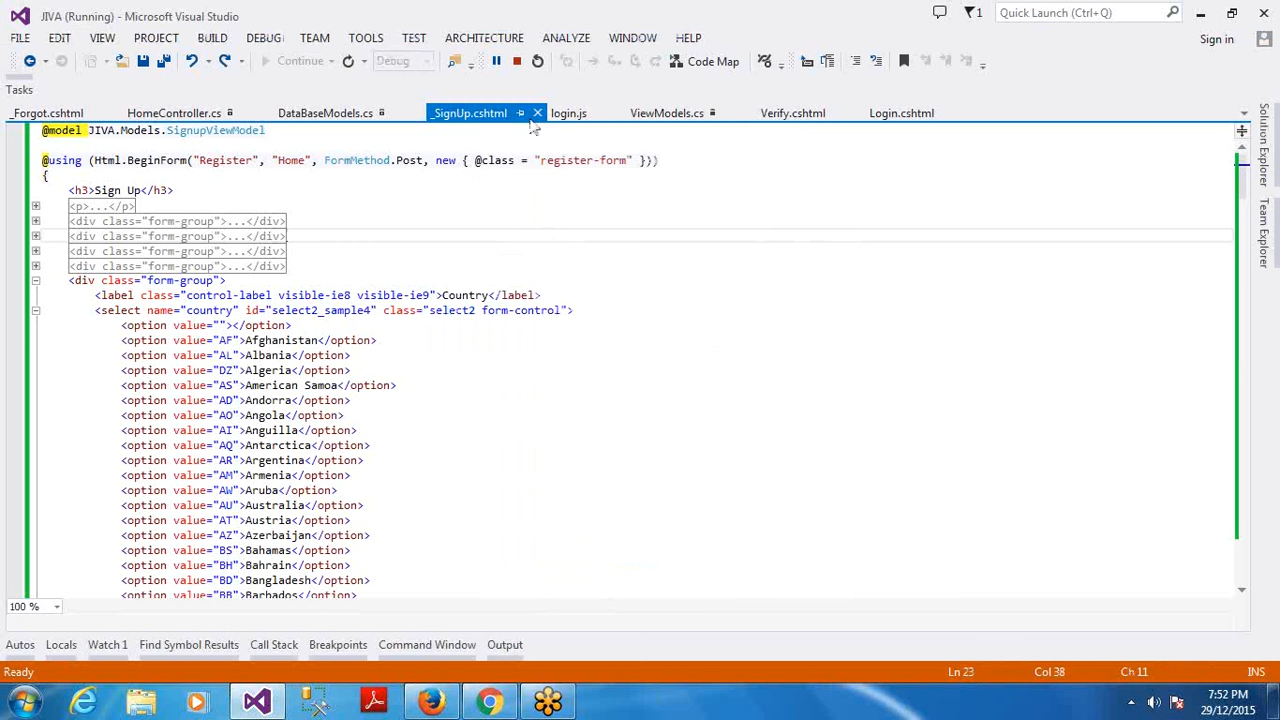 JIVA (Running) - Microsoft Visual Studio
1
Quick Launch (Ctrl+Q)
FILE EDIT VIEW PROJECT BUILD DEBUG TEAM TOOLS TEST ARCHITECTURE ANALYZE WINDOW HELP
Sign in
Continue Debug Code Map
Tasks
_Forgot.cshtml HomeController.cs DataBaseModels.cs _SignUp.cshtml login.js ViewModels.cs Verify.cshtml Login.cshtml
@model JIVA.Models.SignupViewModel
@using (Html.BeginForm("Register", "Home", FormMethod.Post, new { @class = "register-form" }))
{
<h3>Sign Up</h3>
<p>...</p>
<div class="form-group">...</div>
<div class="form-group">...</div>
<div class="form-group">...</div>
<div class="form-group">...</div>
<div class="form-group">
<label class="control-label visible-ie8 visible-ie9">Country</label>
<select name="country" id="select2_sample4" class="select2 form-control">
<option value=""></option>
<option value="AF">Afghanistan</option>
<option value="AL">Albania</option>
<option value="DZ">Algeria</option>
<option value="AS">American Samoa</option>
<option value="AD">Andorra</option>
<option value="AO">Angola</option>
<option value="AI">Anguilla</option>
<option value="AQ">Antarctica</option>
<option value="AR">Argentina</option>
<option value="AM">Armenia</option>
<option value="AW">Aruba</option>
<option value="AU">Australia</option>
<option value="AT">Austria</option>
<option value="AZ">Azerbaijan</option>
<option value="BS">Bahamas</option>
<option value="BH">Bahrain</option>
<option value="BD">Bangladesh</option>
<option value="BB">Barbados</option>
Solution Explorer
Team Explorer
100 %
Autos Locals Watch 1 Find Symbol Results Call Stack Breakpoints Command Window Output
Ready Ln 23 Col 38 Ch 11 INS
7:52 PM
29/12/2015